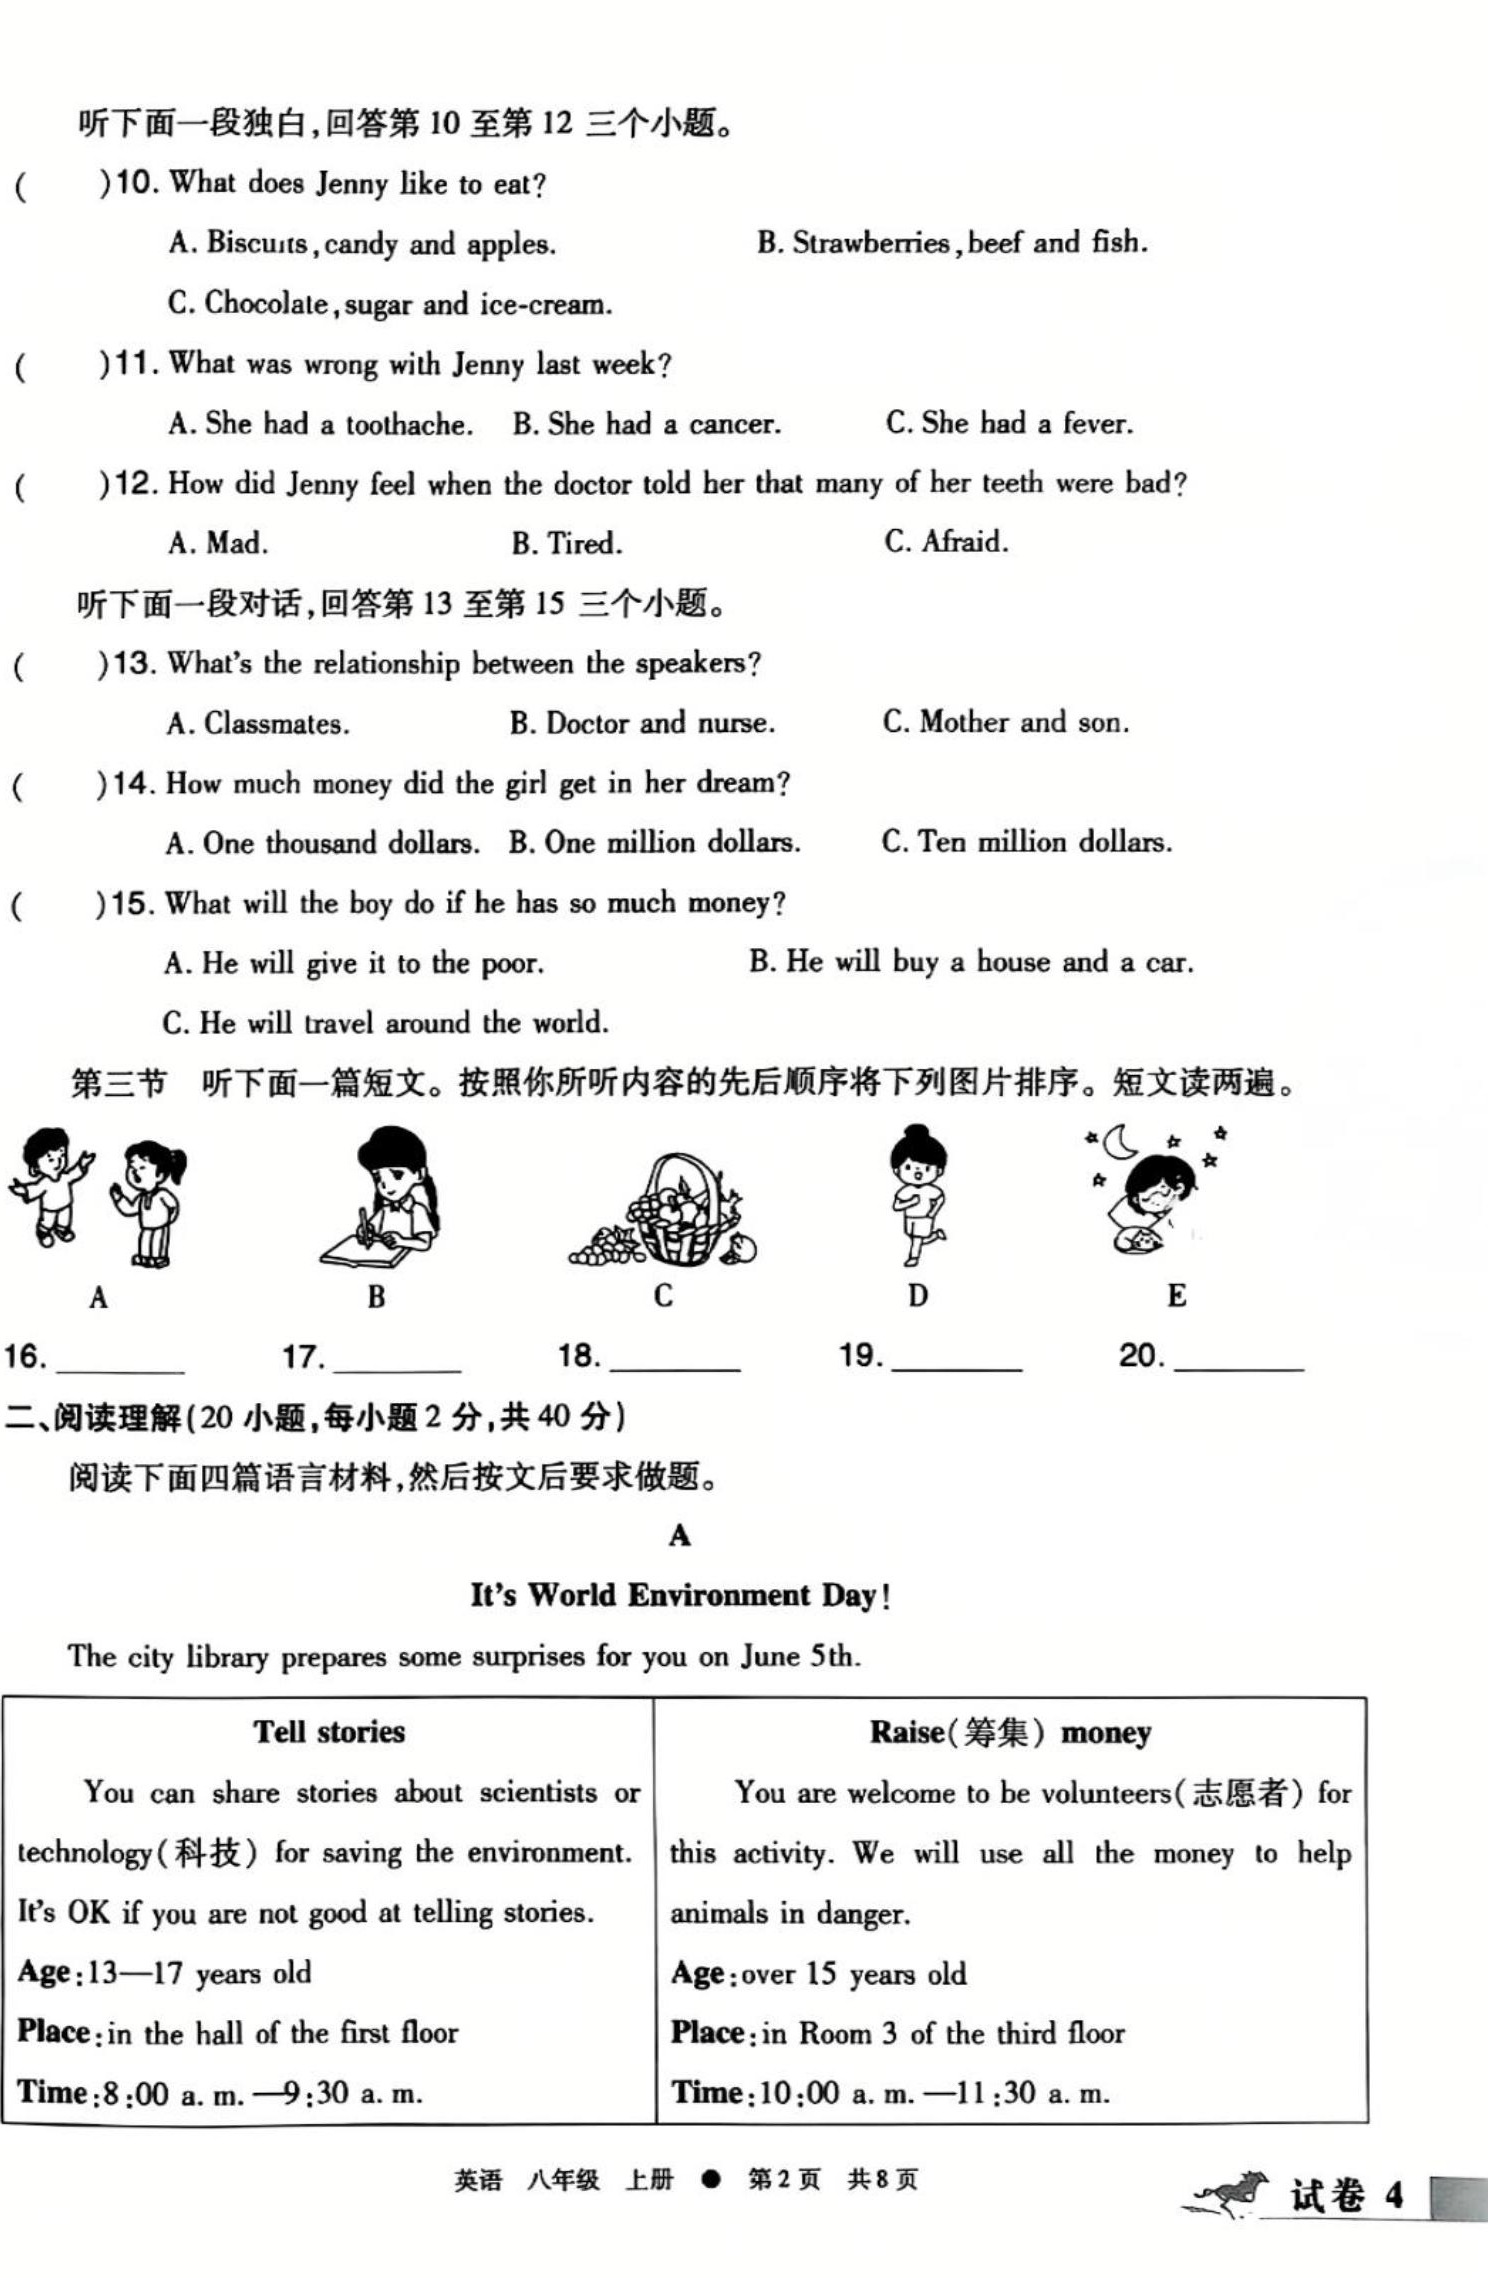 听下面一段独白,回答第 10 至第 12 三个小题。
(    )10. What does Jenny like to eat?
A. Biscuits, candy and apples.    B. Strawberries, beef and fish.
C. Chocolate, sugar and ice-cream.
(    )11. What was wrong with Jenny last week?
A. She had a toothache.    B. She had a cancer.    C. She had a fever.
(    )12. How did Jenny feel when the doctor told her that many of her teeth were bad?
A. Mad.    B. Tired.    C. Afraid.
听下面一段对话,回答第 13 至第 15 三个小题。
(    )13. What's the relationship between the speakers?
A. Classmates.    B. Doctor and nurse.    C. Mother and son.
(    )14. How much money did the girl get in her dream?
A. One thousand dollars.    B. One million dollars.    C. Ten million dollars.
(    )15. What will the boy do if he has so much money?
A. He will give it to the poor.    B. He will buy a house and a car.
C. He will travel around the world.
第三节  听下面一篇短文。按照你所听内容的先后顺序将下列图片排序。短文读两遍。
A    B    C    D    E
16. ______    17. ______    18. ______    19. ______    20. ______
二、阅读理解(20 小题,每小题 2 分,共 40 分)
阅读下面四篇语言材料,然后按文后要求做题。
A
It's World Environment Day!
The city library prepares some surprises for you on June 5th.
Tell stories
You can share stories about scientists or
technology(科技) for saving the environment.
It's OK if you are not good at telling stories.
Age:13—17 years old
Place:in the hall of the first floor
Time:8:00 a. m. —9:30 a. m.
Raise(筹集) money
You are welcome to be volunteers(志愿者) for
this activity. We will use all the money to help
animals in danger.
Age:over 15 years old
Place:in Room 3 of the third floor
Time:10:00 a. m. —11:30 a. m.
英语  八年级  上册 ● 第 2 页  共 8 页
试卷 4